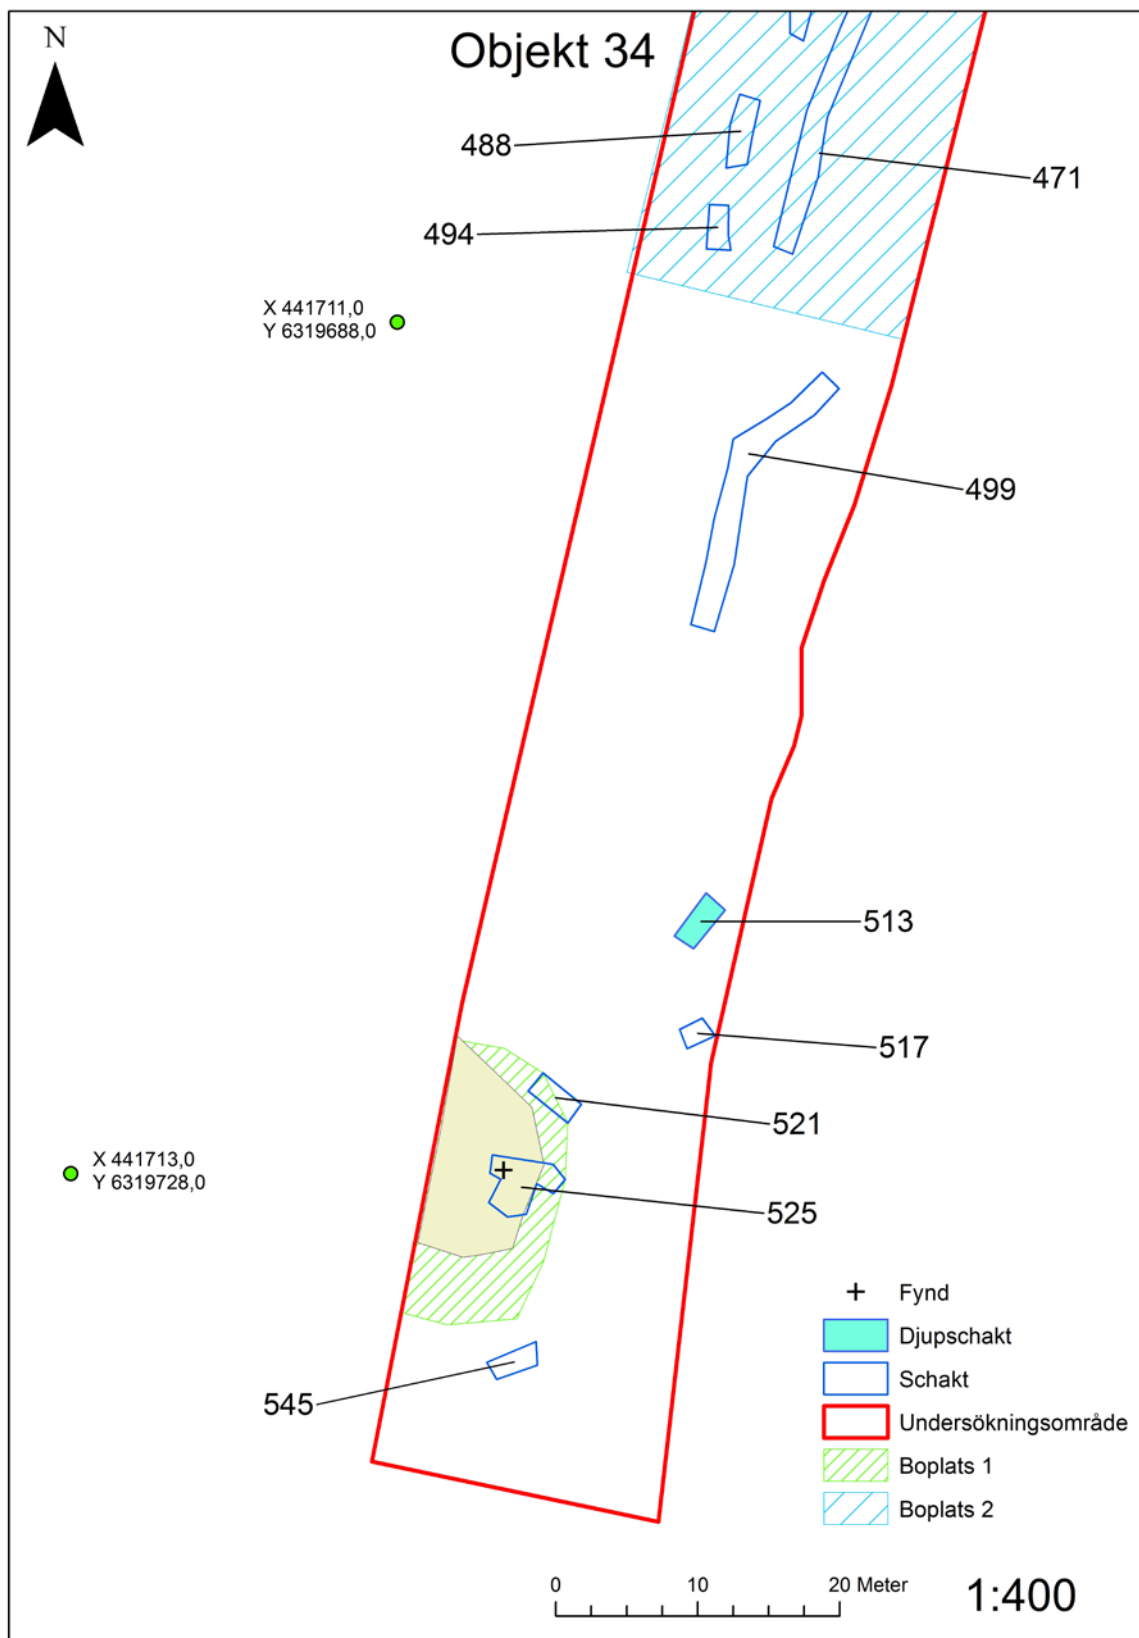 N
Objekt 34
488
471
494
X 441711,0
Y 6319688,0
499
513
517
521
X 441713,0
Y 6319728,0
525
545
Fynd
Djupschakt
Schakt
Undersökningsområde
Boplats 1
Boplats 2
0 10 20 Meter
1:400